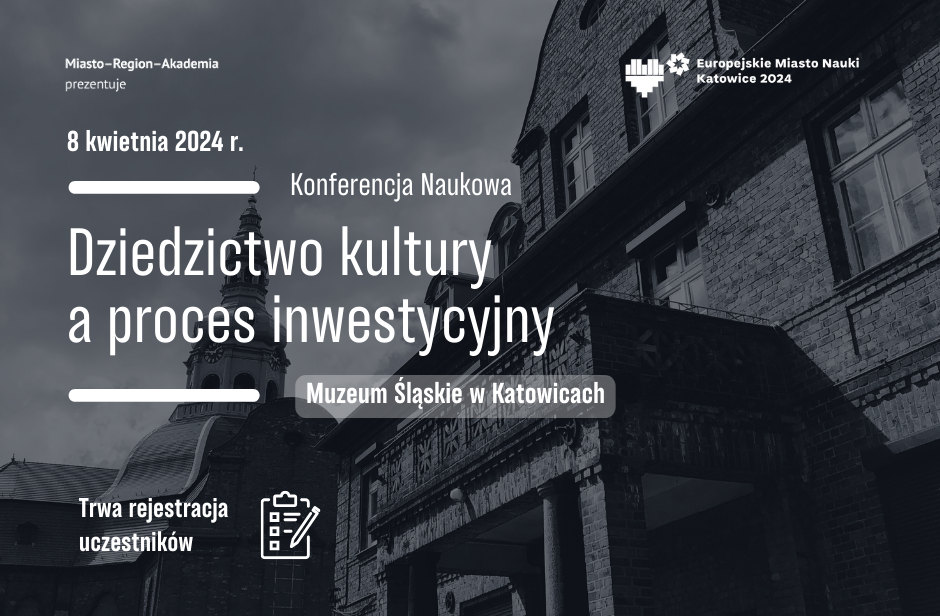 Miasto–Region–Akademia
prezentuje
Europejskie Miasto Nauki
Katowice 2024
8 kwietnia 2024 r.
Konferencja Naukowa
Dziedzictwo kultury
a proces inwestycyjny
Muzeum Śląskie w Katowicach
Trwa rejestracja
uczestników